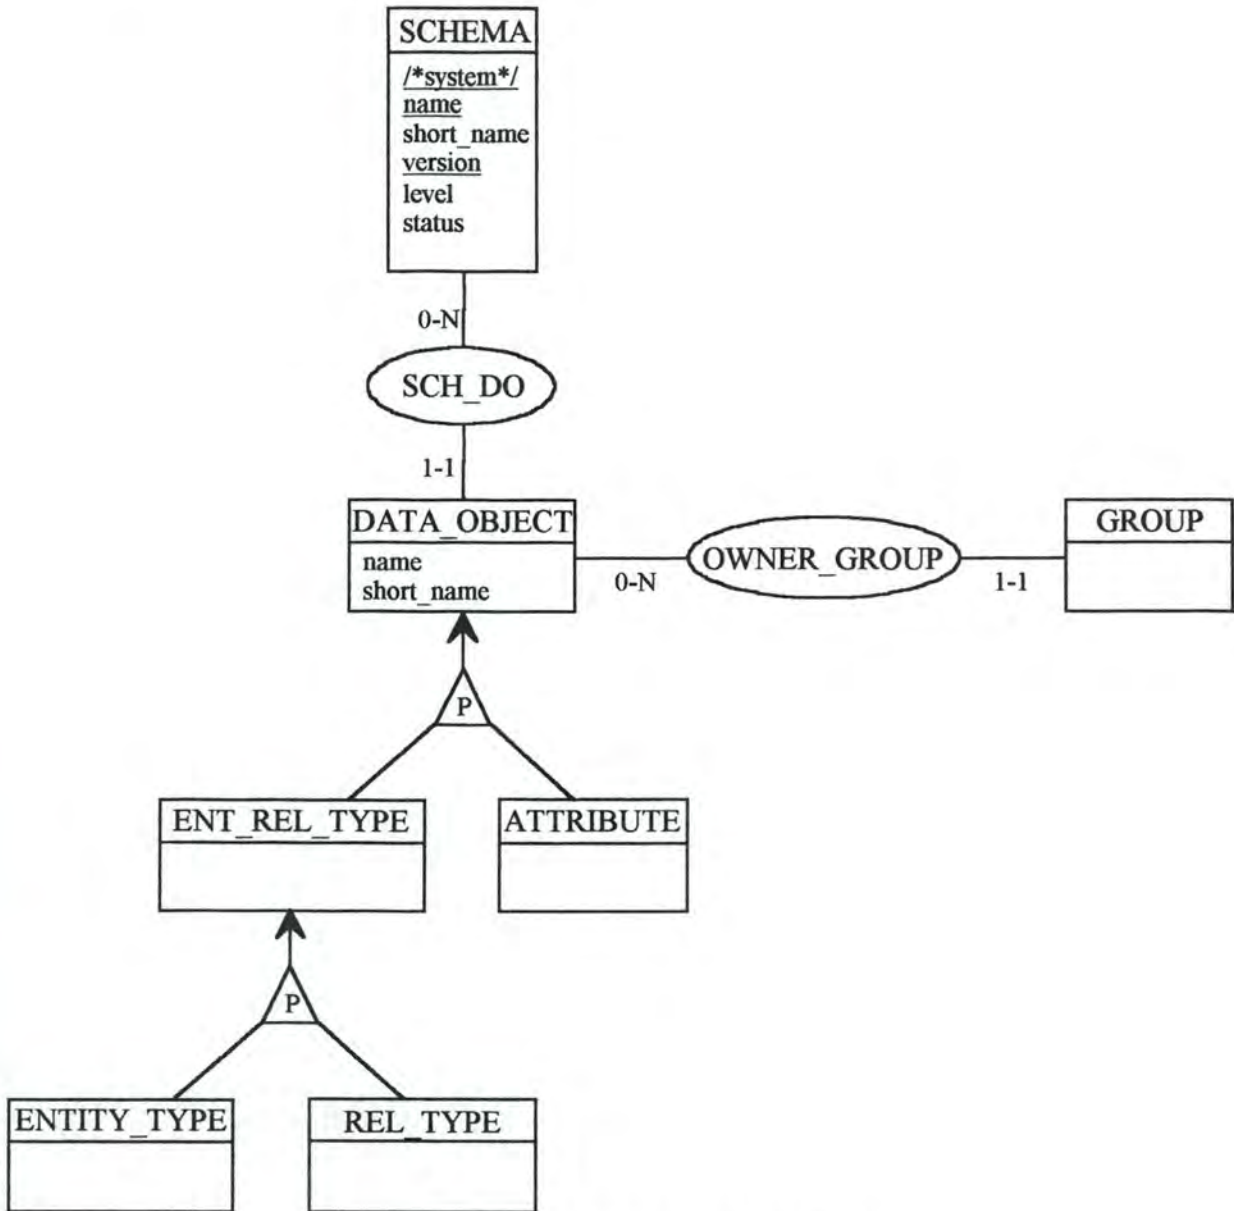 SCHEMA
/*system*/
name
short_name
version
level
status
0-N
SCH_DO
1-1
DATA_OBJECT
name
short_name
0-N
OWNER_GROUP
1-1
GROUP
P
ENT_REL_TYPE
ATTRIBUTE
P
ENTITY_TYPE
REL_TYPE